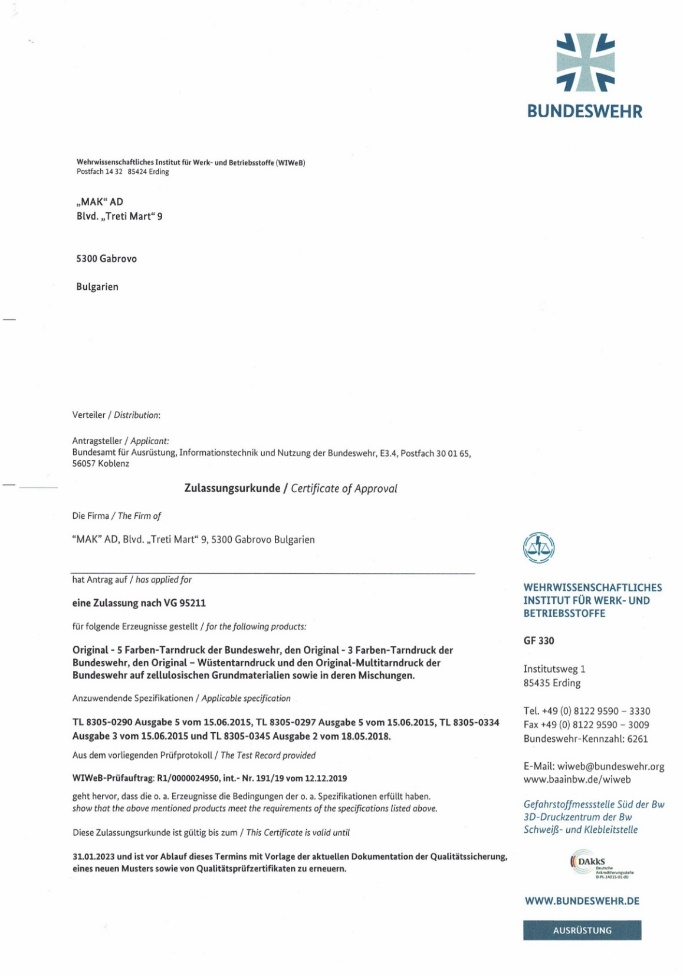 BUNDESWEHR
Wehrwissenschaftliches Institut für Werk- und Betriebsstoffe (WIWeB)
Postfach 14 32 85424 Erding
„MAK“ AD
Blvd. „Treti Mart“ 9
5300 Gabrovo
Bulgarien
Verteiler / Distribution:
Antragsteller / Applicant:
Bundesamt für Ausrüstung, Informationstechnik und Nutzung der Bundeswehr, E3.4, Postfach 30 01 65,
56057 Koblenz
Zulassungsurkunde / Certificate of Approval
Die Firma / The Firm of
“MAK” AD, Blvd. „Treti Mart“ 9, 5300 Gabrovo Bulgarien
hat Antrag auf / has applied for
eine Zulassung nach VG 95211
für folgende Erzeugnisse gestellt / for the following products:
Original - 5 Farben-Tarndruck der Bundeswehr, den Original - 3 Farben-Tarndruck der
Bundeswehr, den Original – Wüstentarndruck und den Original-Multitarndruck der
Bundeswehr auf zellulosischen Grundmaterialien sowie in deren Mischungen.
Anzuwendende Spezifikationen / Applicable specification
TL 8305-0290 Ausgabe 5 vom 15.06.2015, TL 8305-0297 Ausgabe 5 vom 15.06.2015, TL 8305-0334
Ausgabe 3 vom 15.06.2015 und TL 8305-0345 Ausgabe 2 vom 18.05.2018.
Aus dem vorliegenden Prüfprotokoll / The Test Record provided
WIWeB-Prüfauftrag: R1/0000024950, int.- Nr. 191/19 vom 12.12.2019
geht hervor, dass die o. a. Erzeugnisse die Bedingungen der o. a. Spezifikationen erfüllt haben.
show that the above mentioned products meet the requirements of the specifications listed above.
Diese Zulassungsurkunde ist gültig bis zum / This Certificate is valid until
31.01.2023 und ist vor Ablauf dieses Termins mit Vorlage der aktuellen Dokumentation der Qualitätssicherung,
eines neuen Musters sowie von Qualitätsprüfzertifikaten zu erneuern.
WEHRWISSENSCHAFTLICHES
INSTITUT FÜR WERK- UND
BETRIEBSSTOFFE
GF 330
Institutsweg 1
85435 Erding
Tel. +49 (0) 8122 9590 – 3330
Fax +49 (0) 8122 9590 – 3009
Bundeswehr-Kennzahl: 6261
E-Mail: wiweb@bundeswehr.org
www.baainbw.de/wiweb
Gefahrstoffmessstelle Süd der Bw
3D-Druckzentrum der Bw
Schweiß- und Klebleitstelle
DAkkS
Deutsche
Akkreditierungsstelle
WWW.BUNDESWEHR.DE
AUSRÜSTUNG